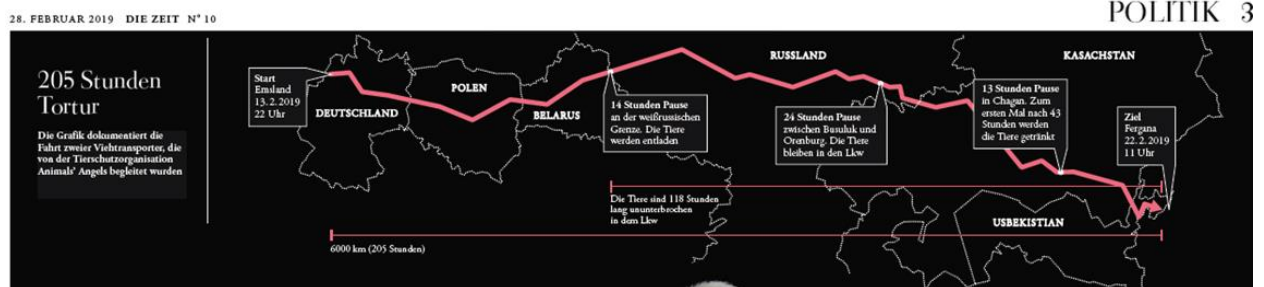 28. FEBRUAR 2019 DIE ZEIT N° 10
POLITIK 3
205 Stunden
Tortur
Die Grafik dokumentiert die
Fahrt zweier Viehtransporter, die
von der Tierschutzorganisation
Animals' Angels begleitet wurden
Start
Emsland
13.2.2019
22 Uhr
DEUTSCHLAND
POLEN
BELARUS
14 Stunden Pause
an der weißrussischen
Grenze. Die Tiere
werden entladen
RUSSLAND
24 Stunden Pause
zwischen Busuluk und
Orenburg. Die Tiere
bleiben in den Lkw
KASACHSTAN
13 Stunden Pause
in Chagan. Zum
ersten Mal nach 43
Stunden werden
die Tiere getränkt
Ziel
Fergana
22.2.2019
11 Uhr
Die Tiere sind 118 Stunden
lang ununterbrochen
in dem Lkw
USBEKISTIAN
6000 km (205 Stunden)